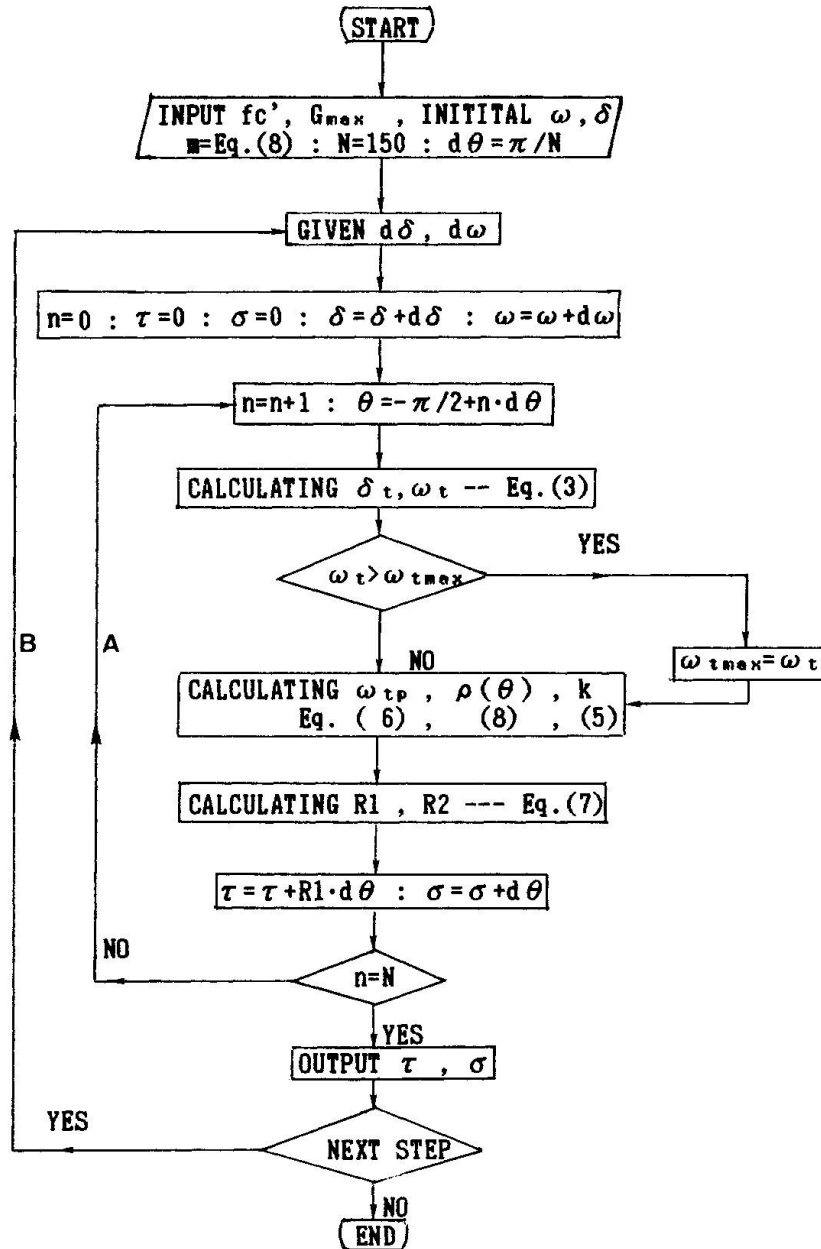 START
INPUT fc', Gmax , INITITAL ω, δ
m=Eq.(8) : N=150 : dθ=π/N
GIVEN dδ, dω
n=0 : τ=0 : σ=0 : δ=δ+dδ : ω=ω+dω
n=n+1 : θ=-π/2+n·dθ
CALCULATING δt, ωt -- Eq.(3)
YES
ωt>ωtmax
B
A
NO
ωtmax=ωt
CALCULATING ωtp , ρ(θ) , k
Eq. ( 6) , (8) , (5)
CALCULATING R1 , R2 --- Eq.(7)
τ=τ+R1·dθ : σ=σ+dθ
NO
n=N
YES
OUTPUT τ , σ
YES
NEXT STEP
NO
END